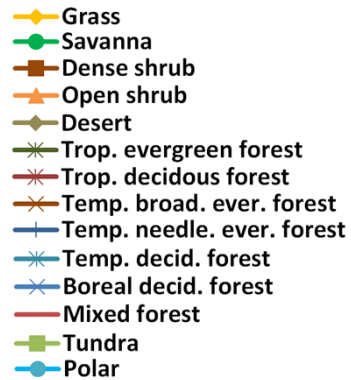 Grass
Savanna
Dense shrub
Open shrub
Desert
Trop. evergreen forest
Trop. decidous forest
Temp. broad. ever. forest
Temp. needle. ever. forest
Temp. decid. forest
Boreal decid. forest
Mixed forest
Tundra
Polar